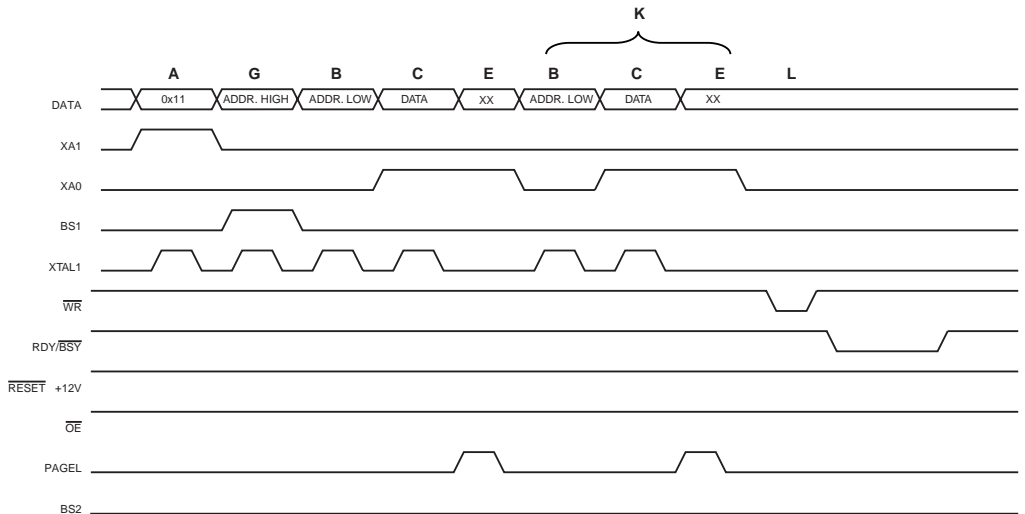 K
A G B C E B C E L
DATA 0x11 ADDR. HIGH ADDR. LOW DATA XX ADDR. LOW DATA XX
XA1
XA0
BS1
XTAL1
WR
RDY/BSY
RESET +12V
OE
PAGEL
BS2